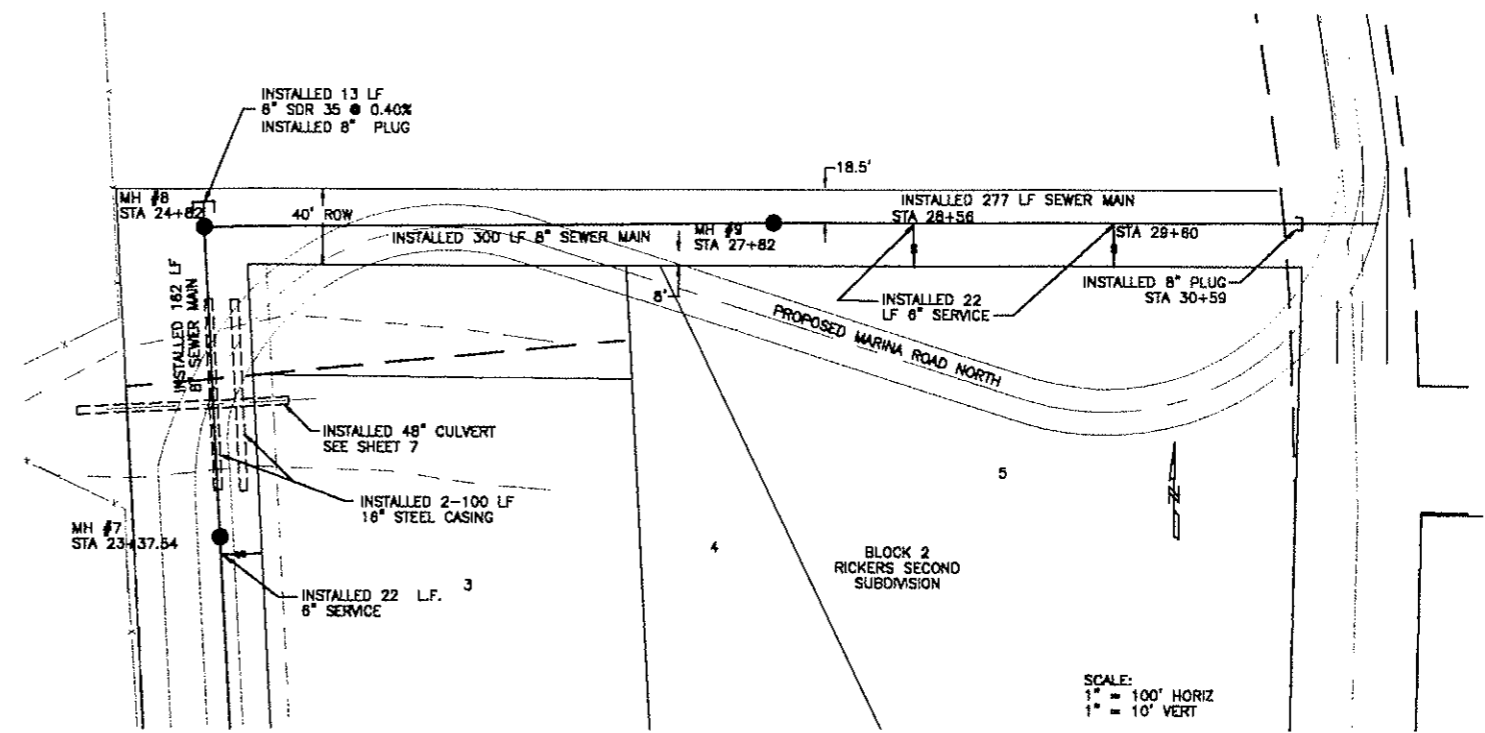 INSTALLED 13 LF
8" SDR 35 @ 0.40%
INSTALLED 8" PLUG
18.5'
MH #8
STA 24+82
40' ROW
INSTALLED 300 LF 8" SEWER MAIN
MH #9
STA 27+82
INSTALLED 277 LF SEWER MAIN
STA 28+56
STA 29+60
INSTALLED 8" PLUG
STA 30+59
INSTALLED 22
LF 6" SERVICE
8'
INSTALLED 162 LF
8" SEWER MAIN
PROPOSED MARINA ROAD NORTH
INSTALLED 48" CULVERT
SEE SHEET 7
INSTALLED 2-100 LF
16" STEEL CASING
MH #7
STA 23+37.54
INSTALLED 22 L.F.
6" SERVICE
3
4
5
BLOCK 2
RICKERS SECOND
SUBDIVISION
N
SCALE:
1" = 100' HORIZ
1" = 10' VERT